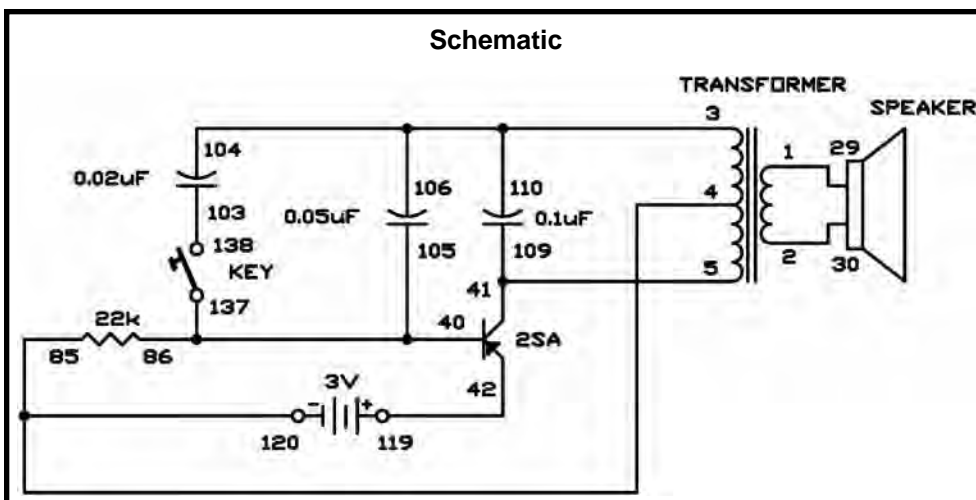 Schematic
TRANSFORMER
SPEAKER
3
104
1
29
0.02uF
106
110
4
103
0.05uF
0.1uF
138
105
109
KEY
5
2
30
137
41
22k
40
2SA
85
86
3V
42
-
+
120
119